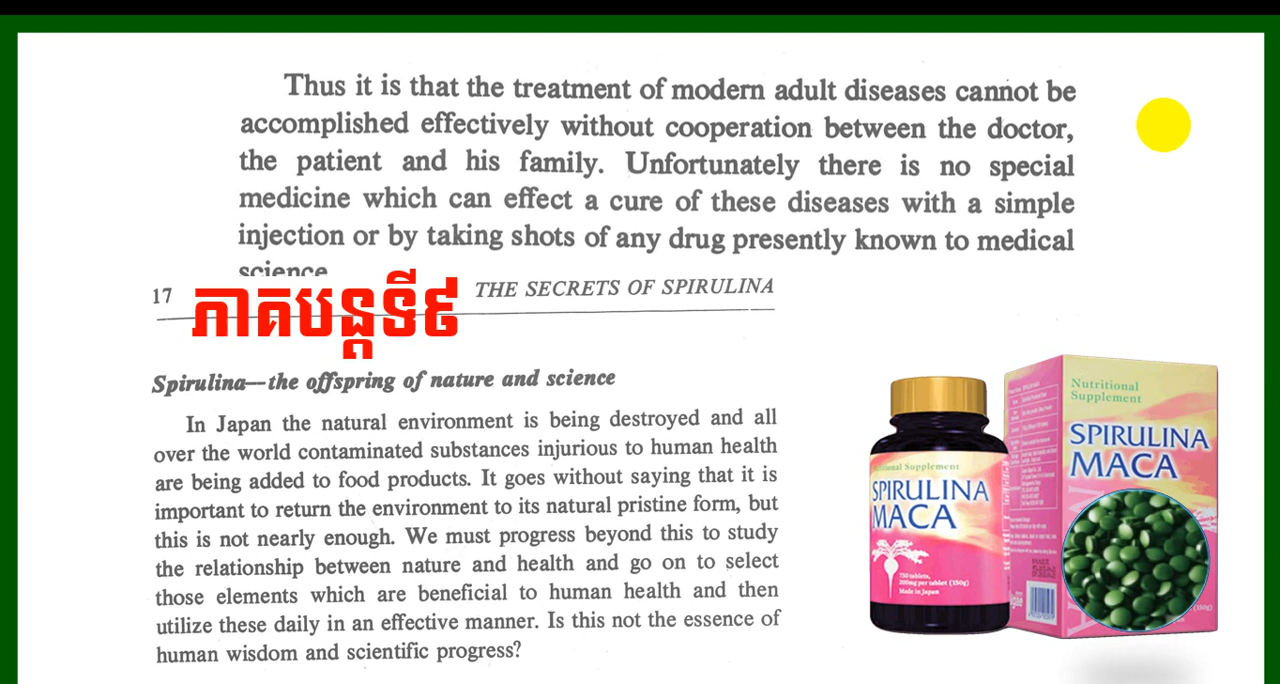 Thus it is that the treatment of modern adult diseases cannot be
accomplished effectively without cooperation between the doctor,
the patient and his family. Unfortunately there is no special
medicine which can effect a cure of these diseases with a simple
injection or by taking shots of any drug presently known to medical
science
17
ភាគបន្តទី៩
THE SECRETS OF SPIRULINA
Spirulina—the offspring of nature and science
In Japan the natural environment is being destroyed and all
over the world contaminated substances injurious to human health
are being added to food products. It goes without saying that it is
important to return the environment to its natural pristine form, but
this is not nearly enough. We must progress beyond this to study
the relationship between nature and health and go on to select
those elements which are beneficial to human health and then
utilize these daily in an effective manner. Is this not the essence of
human wisdom and scientific progress?
Nutritional Supplement
SPIRULINA
MACA
750 tablets,
200mg per tablet (150g)
Made in Japan
Nutritional
Supplement
SPIRULINA
MACA
(150g)